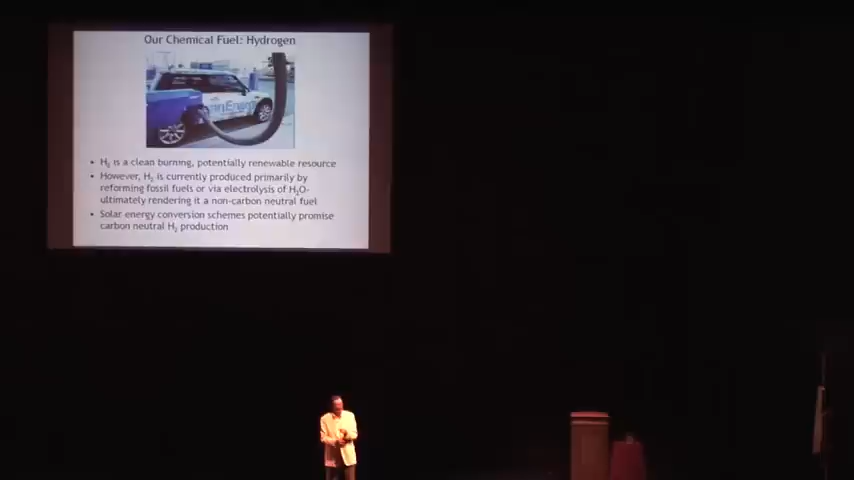 Our Chemical Fuel: Hydrogen
• H₂ is a clean burning, potentially renewable resource
• However, H₂ is currently produced primarily by
reforming fossil fuels or via electrolysis of H₂O-
ultimately rendering it a non-carbon neutral fuel
• Solar energy conversion schemes potentially promise
carbon neutral H₂ production